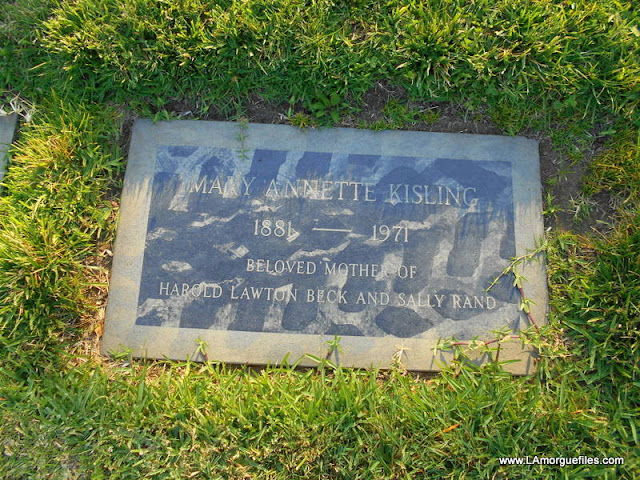 MARY ANNETTE KISLING
1881 — 1971
BELOVED MOTHER OF
HAROLD LAWTON BECK AND SALLY RAND
www.LAmorguefiles.com